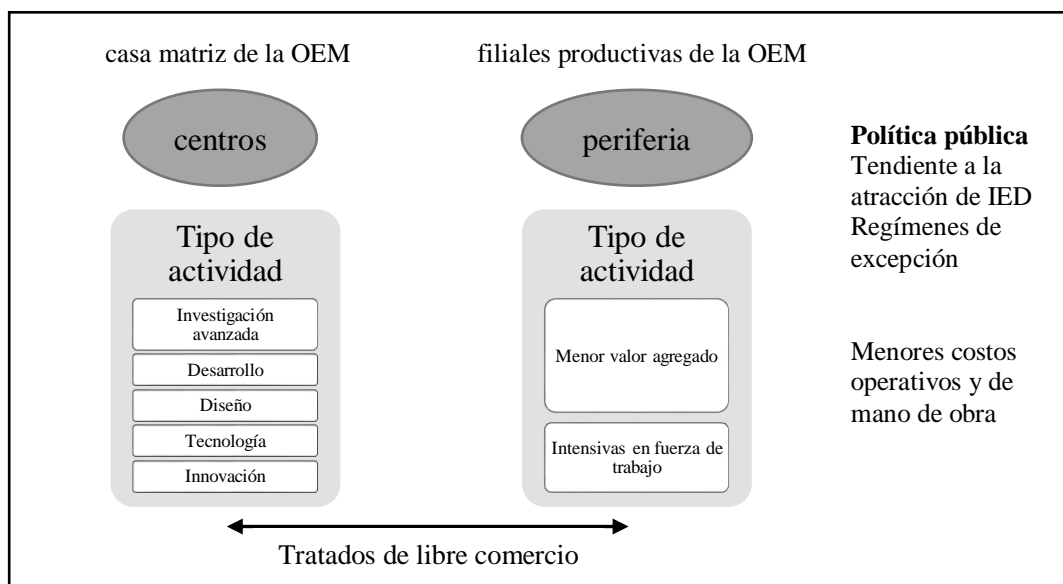 casa matriz de la OEM
centros
Tipo de
actividad
Investigación
avanzada
Desarrollo
Diseño
Tecnología
Innovación
filiales productivas de la OEM
periferia
Tipo de
actividad
Menor valor agregado
Intensivas en fuerza de
trabajo
Política pública
Tendiente a la
atracción de IED
Regímenes de
excepción
Menores costos
operativos y de
mano de obra
Tratados de libre comercio